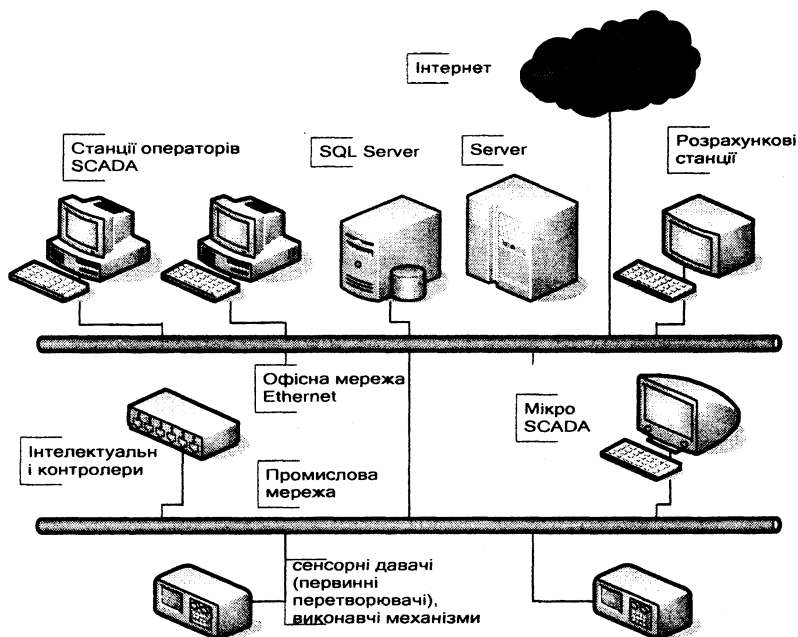 Інтернет
Станції операторів
SCADA
SQL Server
Server
Розрахункові
станції
Офісна мережа
Ethernet
Мікро
SCADA
Інтелектуальн
і контролери
Промислова
мережа
сенсорні давачі
(первинні
перетворювачі),
виконавчі механізми